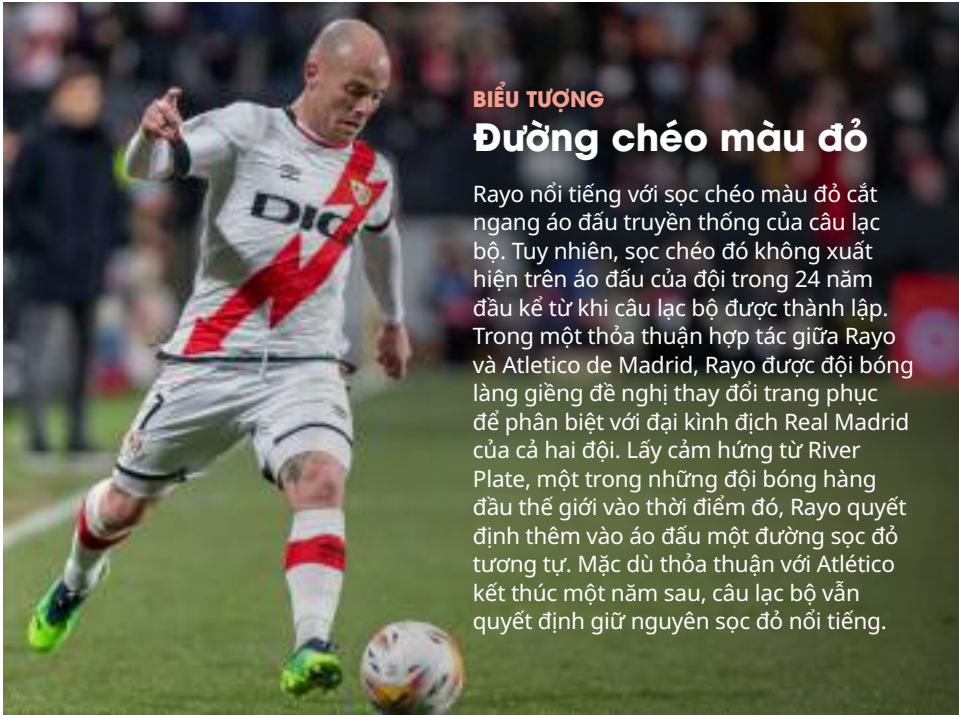 BIỂU TƯỢNG
Đường chéo màu đỏ
Rayo nổi tiếng với sọc chéo màu đỏ cắt
ngang áo đấu truyền thống của câu lạc
bộ. Tuy nhiên, sọc chéo đó không xuất
hiện trên áo đấu của đội trong 24 năm
đầu kể từ khi câu lạc bộ được thành lập.
Trong một thỏa thuận hợp tác giữa Rayo
và Atletico de Madrid, Rayo được đội bóng
làng giềng đề nghị thay đổi trang phục
để phân biệt với đại kình địch Real Madrid
của cả hai đội. Lấy cảm hứng từ River
Plate, một trong những đội bóng hàng
đầu thế giới vào thời điểm đó, Rayo quyết
định thêm vào áo đấu một đường sọc đỏ
tương tự. Mặc dù thỏa thuận với Atlético
kết thúc một năm sau, câu lạc bộ vẫn
quyết định giữ nguyên sọc đỏ nổi tiếng.
DIGI
7